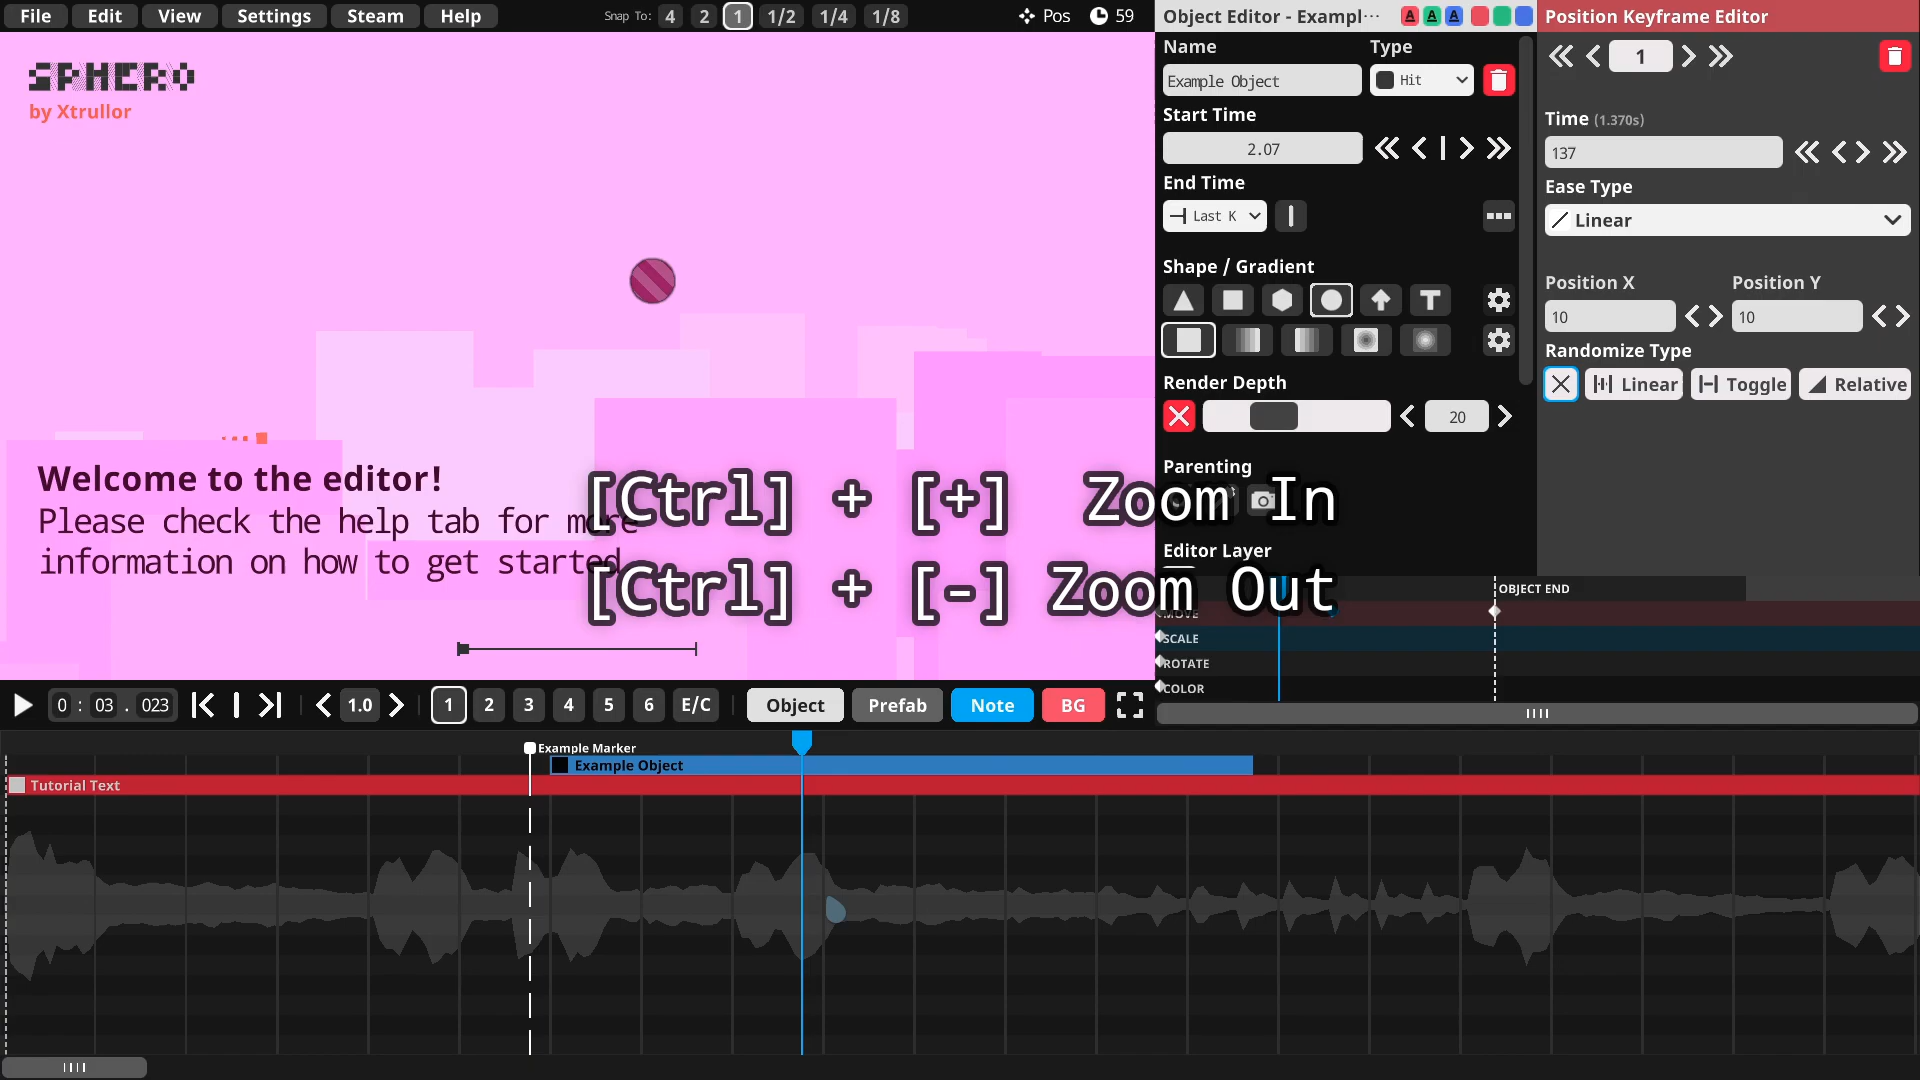 File Edit View Settings Steam Help
Snap To: 4 2 1 1/2 1/4 1/8
Pos 59
SPHERO
by Xtrullor
Welcome to the editor!
Please check the help tab for more
information on how to get started
[Ctrl] + [+] Zoom In
[Ctrl] + [-] Zoom Out
Object Editor - Exampl...
A A A
Name Type
Example Object Hit
Start Time
2.07
End Time
Last K
Shape / Gradient
T
Render Depth
20
Parenting
Editor Layer
Position Keyframe Editor
1
Time (1.370s)
137
Ease Type
Linear
Position X Position Y
10 10
Randomize Type
Linear Toggle Relative
OBJECT END
MOVE
SCALE
ROTATE
COLOR
0 : 03 . 023
1.0
1 2 3 4 5 6 E/C
Object Prefab Note BG
Example Marker
Example Object
Tutorial Text